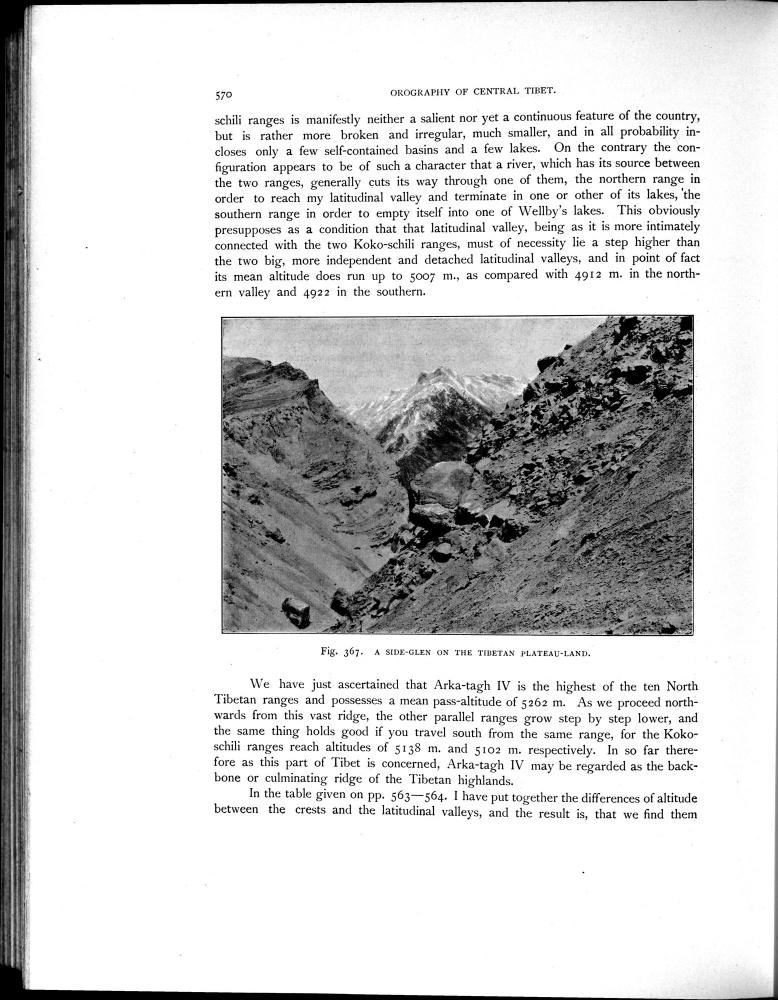 570
OROGRAPHY OF CENTRAL TIBET.
schili ranges is manifestly neither a salient nor yet a continuous feature of the country,
but is rather more broken and irregular, much smaller, and in all probability in-
closes only a few self-contained basins and a few lakes. On the contrary the con-
figuration appears to be of such a character that a river, which has its source between
the two ranges, generally cuts its way through one of them, the northern range in
order to reach my latitudinal valley and terminate in one or other of its lakes, 'the
southern range in order to empty itself into one of Wellby's lakes. This obviously
presupposes as a condition that that latitudinal valley, being as it is more intimately
connected with the two Koko-schili ranges, must of necessity lie a step higher than
the two big, more independent and detached latitudinal valleys, and in point of fact
its mean altitude does run up to 5007 m., as compared with 4912 m. in the north-
ern valley and 4922 in the southern.
Fig. 367. A SIDE-GLEN ON THE TIBETAN PLATEAU-LAND.
We have just ascertained that Arka-tagh IV is the highest of the ten North
Tibetan ranges and possesses a mean pass-altitude of 5262 m. As we proceed north-
wards from this vast ridge, the other parallel ranges grow step by step lower, and
the same thing holds good if you travel south from the same range, for the Koko-
schili ranges reach altitudes of 5138 m. and 5102 m. respectively. In so far there-
fore as this part of Tibet is concerned, Arka-tagh IV may be regarded as the back-
bone or culminating ridge of the Tibetan highlands.
In the table given on pp. 563—564. I have put together the differences of altitude
between the crests and the latitudinal valleys, and the result is, that we find them